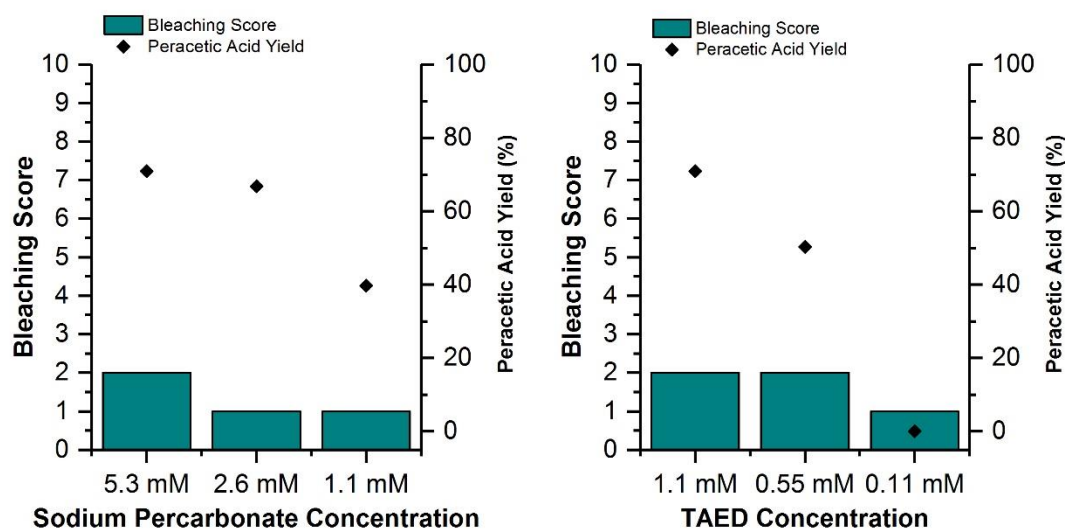 Bleaching Score
Peracetic Acid Yield
10
9
8
7
6
5
4
3
2
1
0
Bleaching Score
100
80
60
40
20
0
Peracetic Acid Yield (%)
5.3 mM 2.6 mM 1.1 mM
Sodium Percarbonate Concentration
Bleaching Score
Peracetic Acid Yield
10
9
8
7
6
5
4
3
2
1
0
Bleaching Score
100
80
60
40
20
0
Peracetic Acid Yield (%)
1.1 mM 0.55 mM 0.11 mM
TAED Concentration